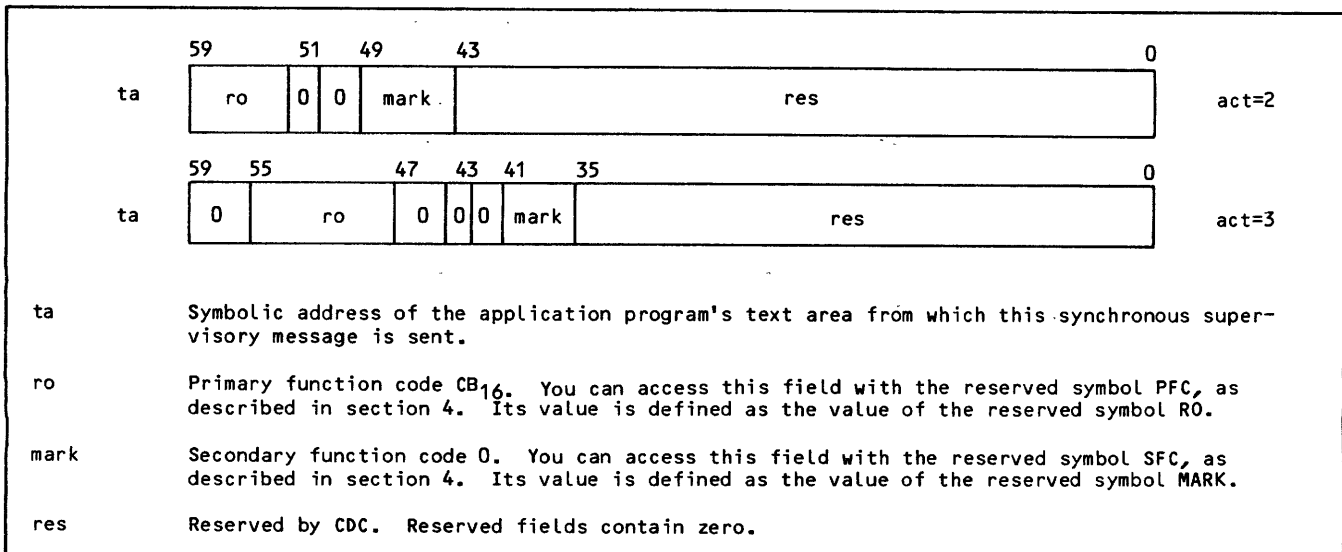 59 51 49 43 0
ta ro 0 0 mark res act=2
59 55 47 43 41 35 0
ta 0 ro 0 0 0 mark res act=3
ta Symbolic address of the application program's text area from which this synchronous super-
visory message is sent.
ro Primary function code CB16. You can access this field with the reserved symbol PFC, as
described in section 4. Its value is defined as the value of the reserved symbol RO.
mark Secondary function code 0. You can access this field with the reserved symbol SFC, as
described in section 4. Its value is defined as the value of the reserved symbol MARK.
res Reserved by CDC. Reserved fields contain zero.